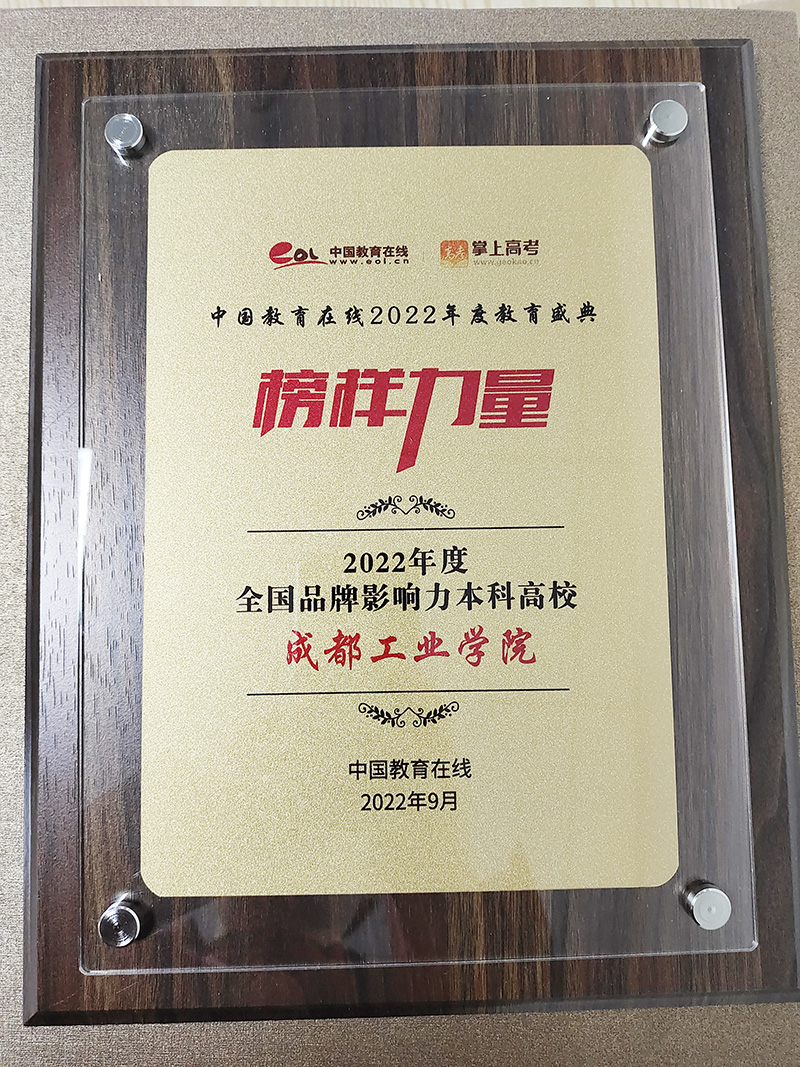 eol 中国教育在线 掌上高考
www.eol.cn www.gaokao.cn
中国教育在线2022年度教育盛典
榜样力量
2022年度
全国品牌影响力本科高校
成都工业学院
中国教育在线
2022年9月